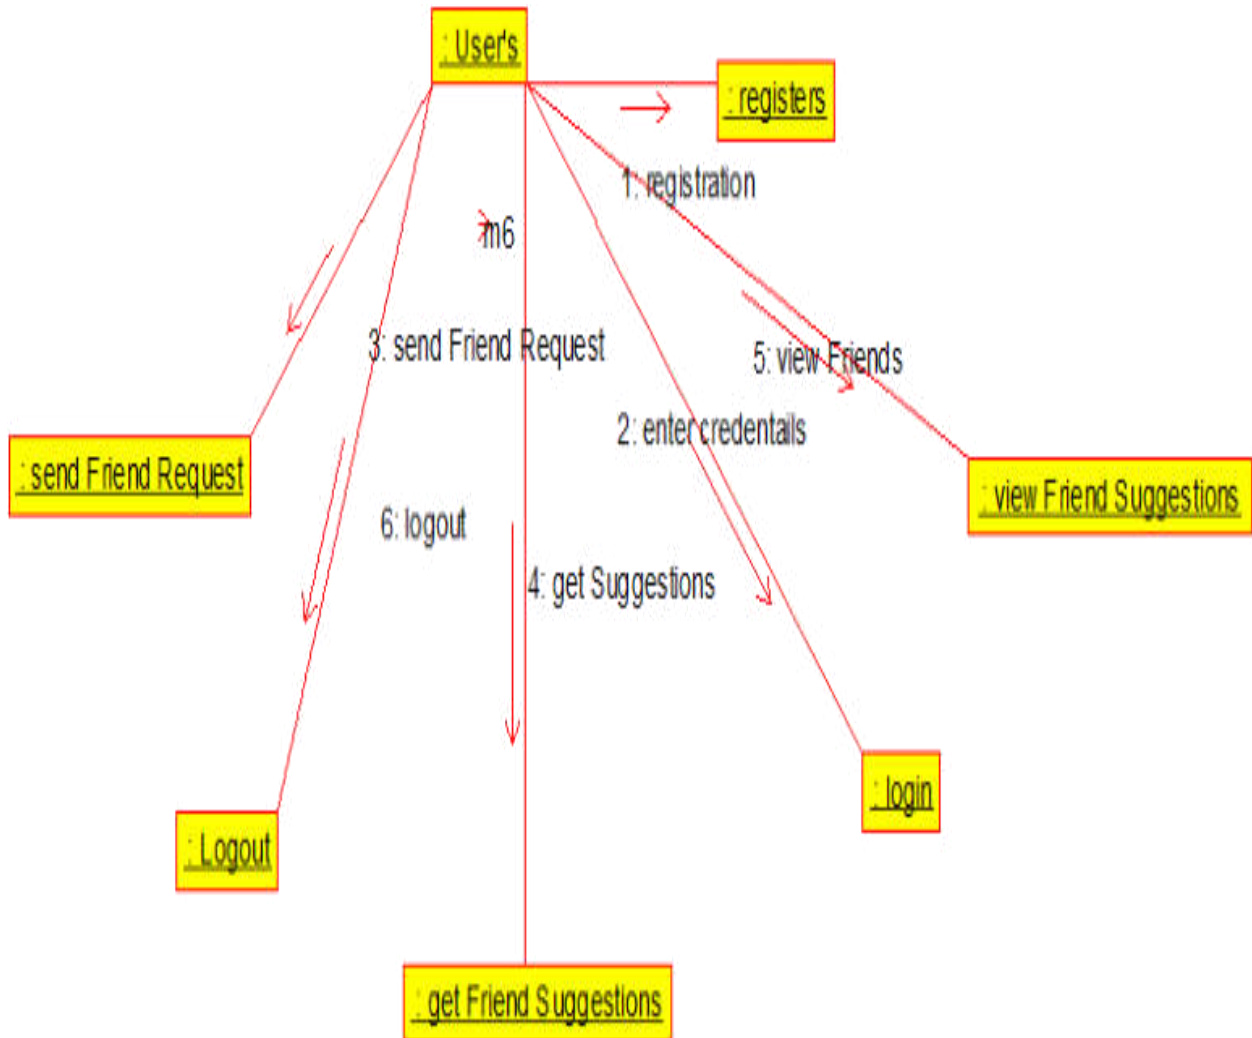 : User's
: registers
1: registration
m6
3: send Friend Request
5: view Friends
2: enter credentails
: send Friend Request
: view Friend Suggestions
6: logout
4: get Suggestions
: login
: Logout
: get Friend Suggestions